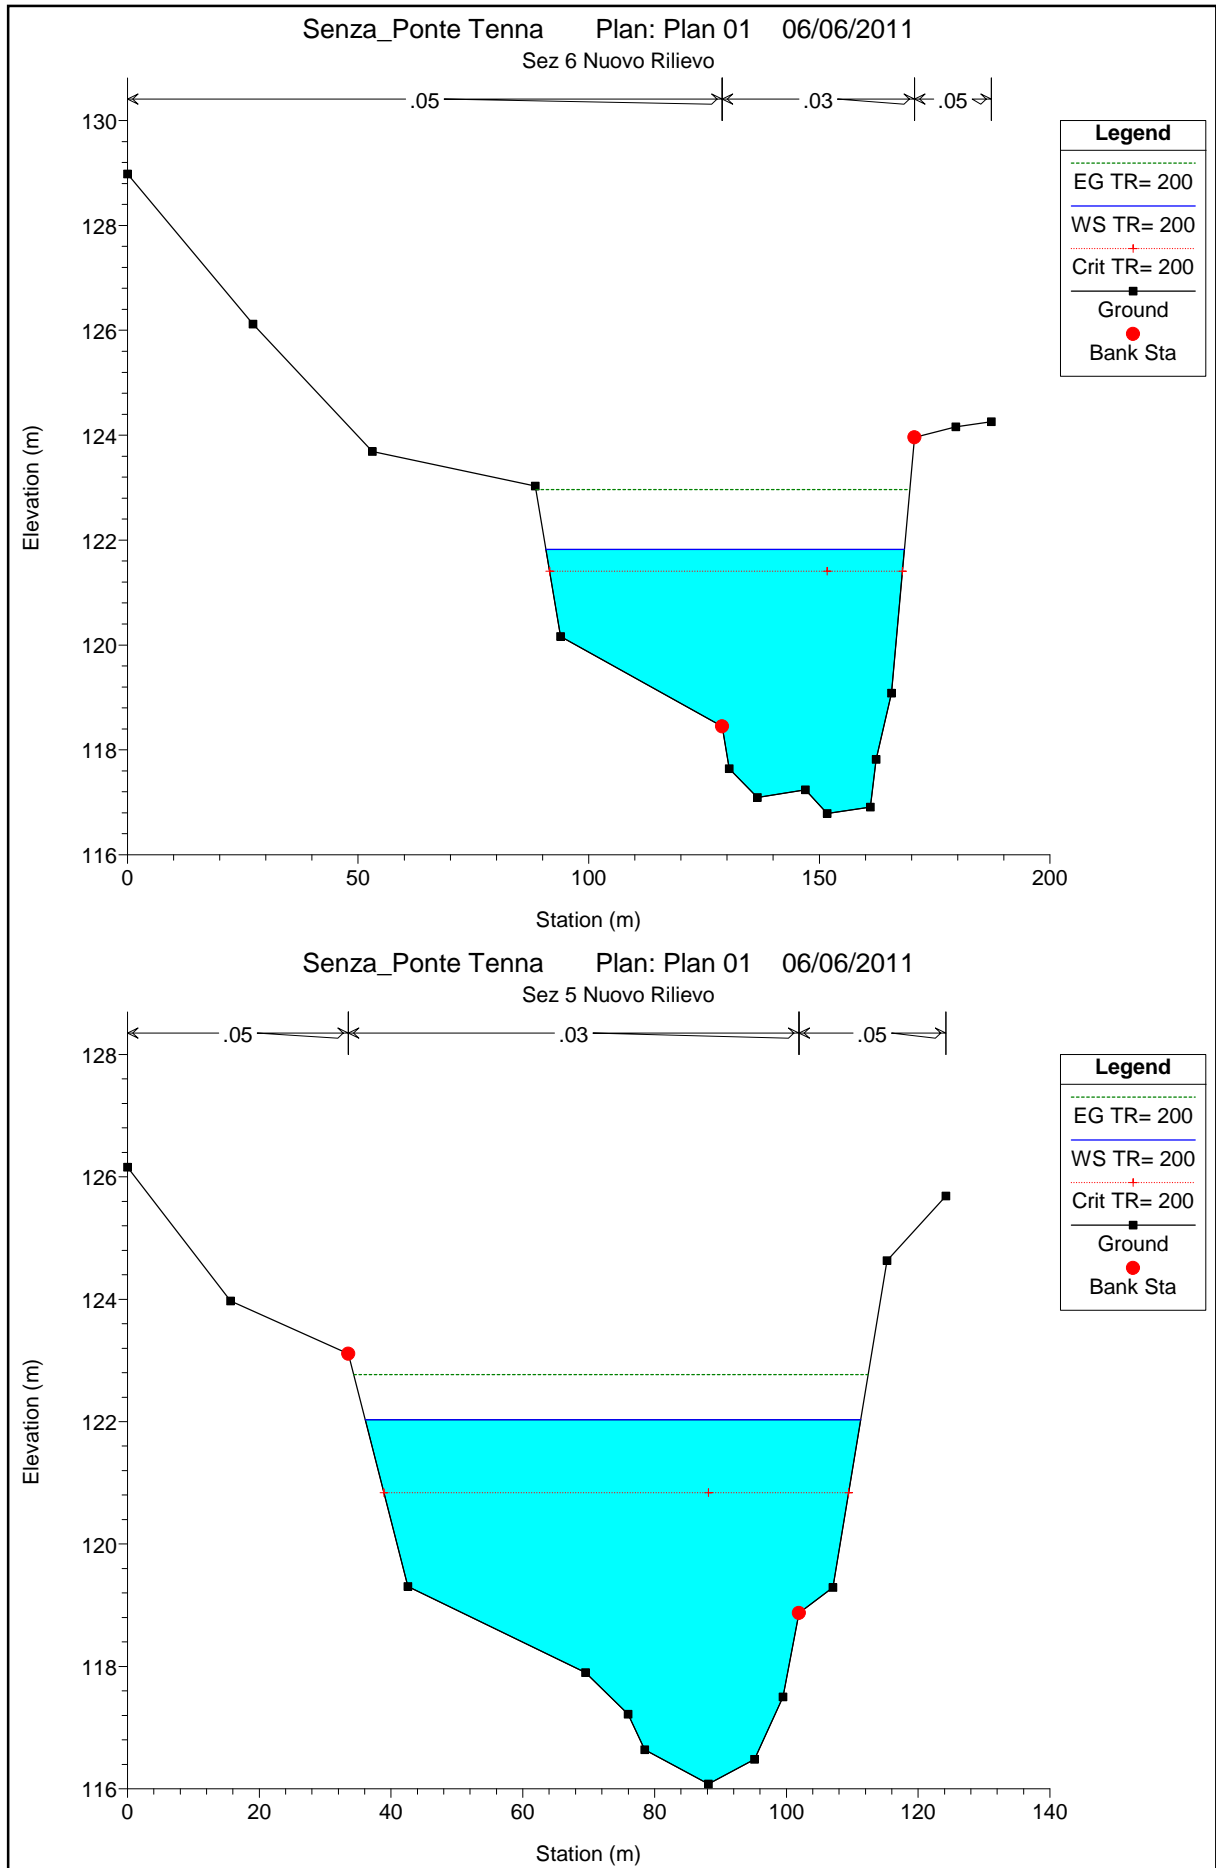 Senza_Ponte Tenna Plan: Plan 01 06/06/2011
Sez 6 Nuovo Rilievo
.05 .03 .05
130
128
126
124
122
120
118
116
Elevation (m)
0 50 100 150 200
Station (m)
Legend
EG TR= 200
WS TR= 200
Crit TR= 200
Ground
Bank Sta
Senza_Ponte Tenna Plan: Plan 01 06/06/2011
Sez 5 Nuovo Rilievo
.05 .03 .05
128
126
124
122
120
118
116
Elevation (m)
0 20 40 60 80 100 120 140
Station (m)
Legend
EG TR= 200
WS TR= 200
Crit TR= 200
Ground
Bank Sta